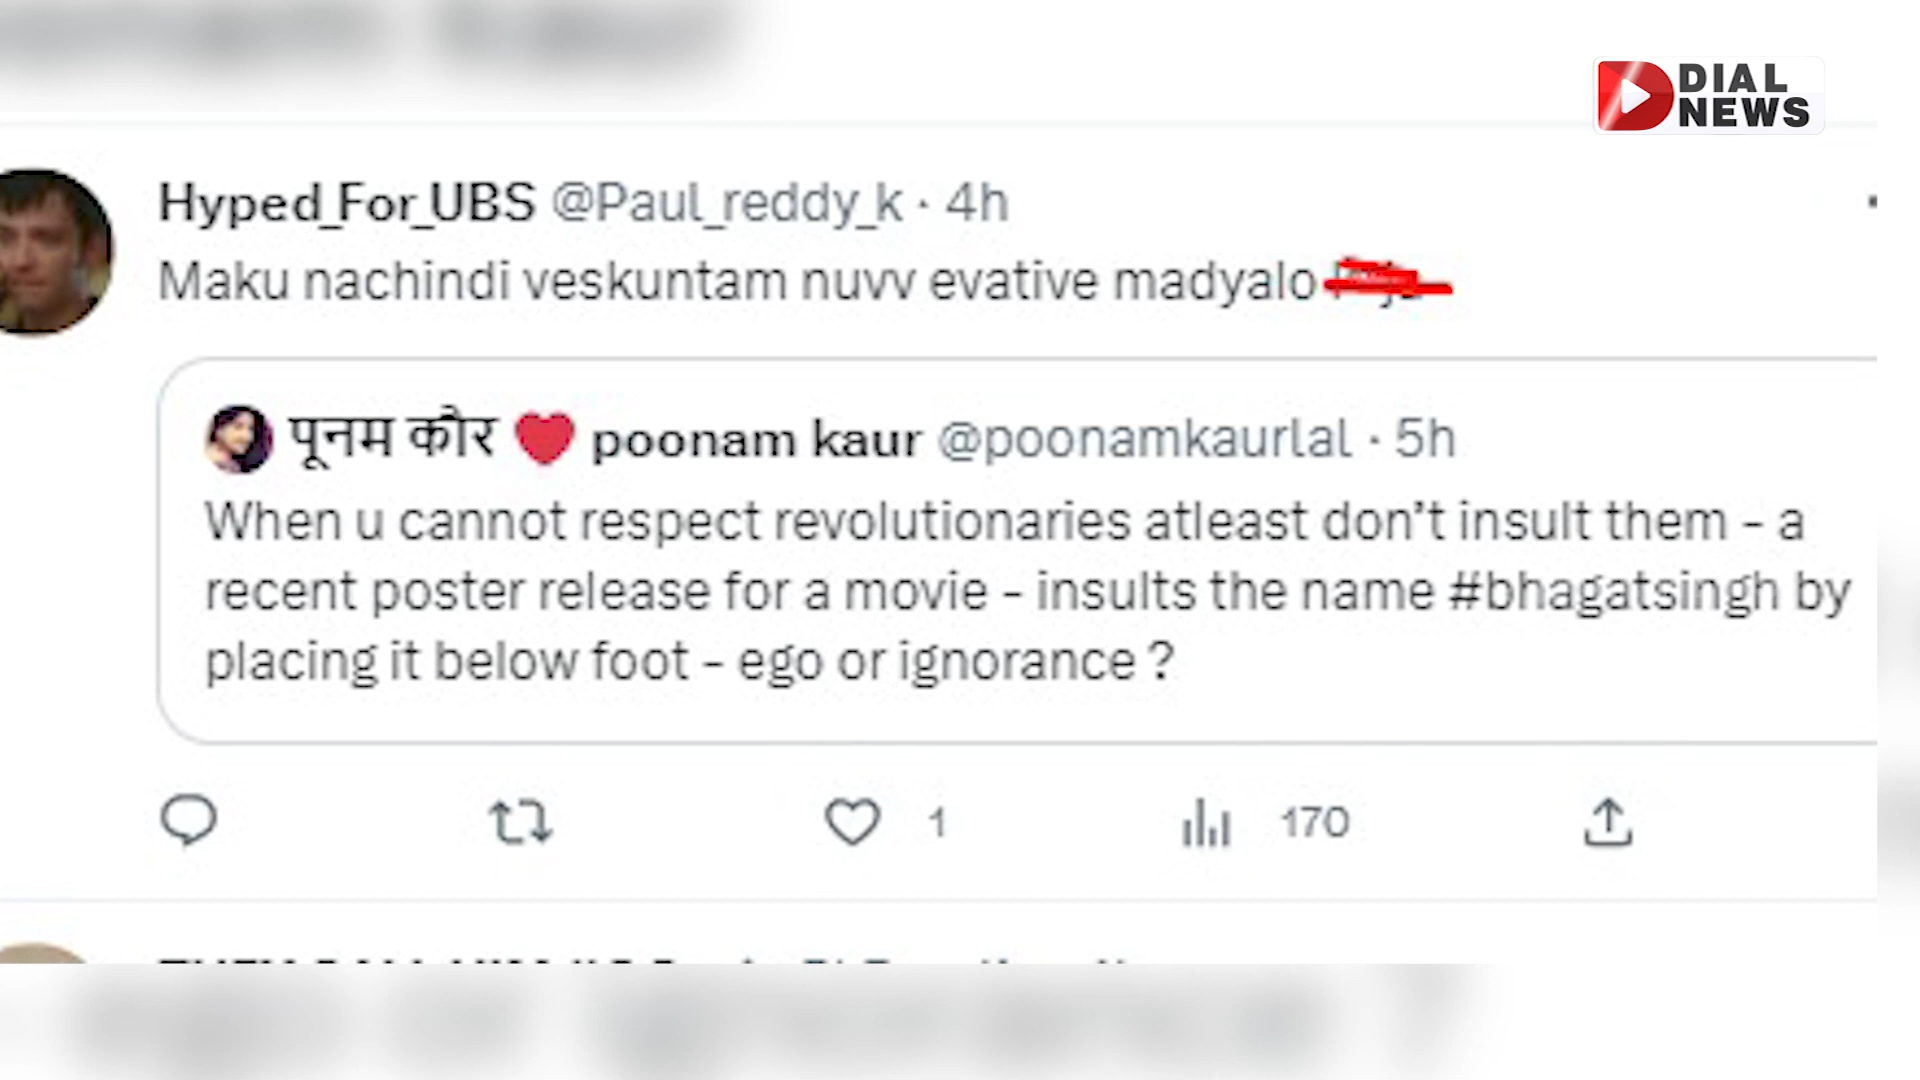 DIAL
NEWS
Hyped_For_UBS @Paul_reddy_k · 4h
Maku nachindi veskuntam nuvv evative madyalo
पूनम कौर ❤️ poonam kaur @poonamkaurlal · 5h
When u cannot respect revolutionaries atleast don't insult them – a
recent poster release for a movie – insults the name #bhagatsingh by
placing it below foot – ego or ignorance ?
1 170